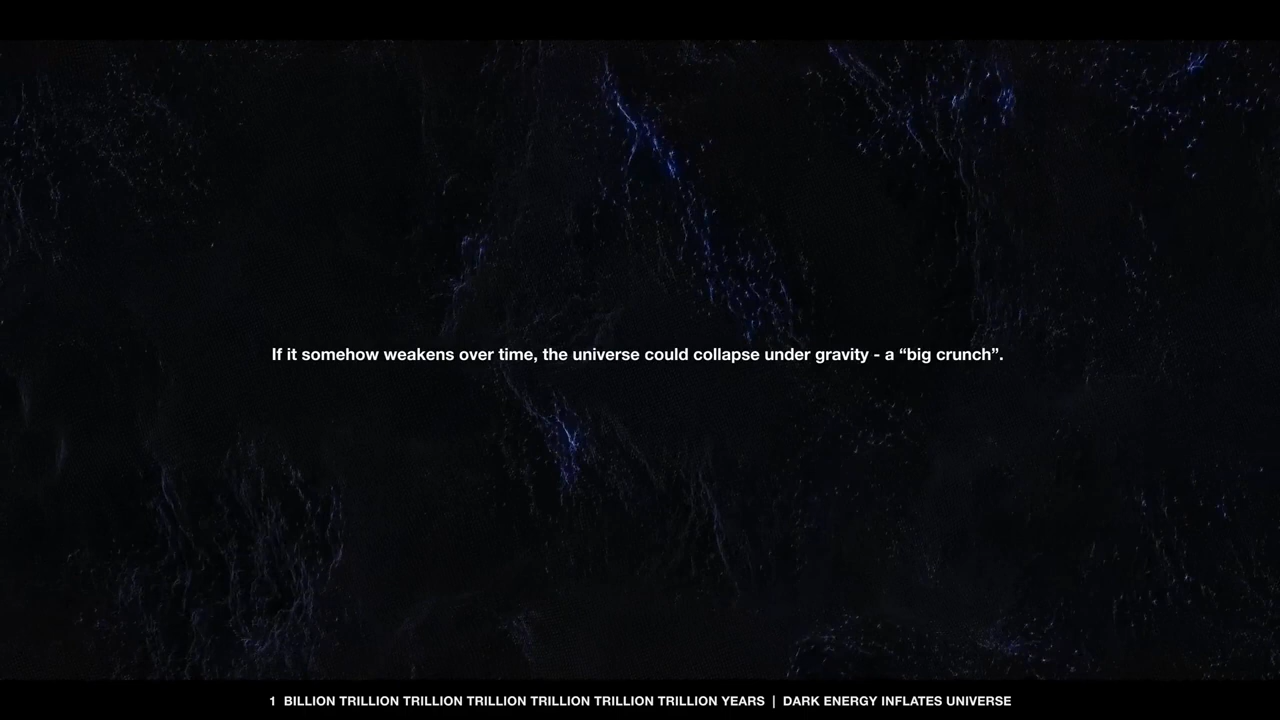 If it somehow weakens over time, the universe could collapse under gravity - a “big crunch”.
1 BILLION TRILLION TRILLION TRILLION TRILLION TRILLION TRILLION YEARS | DARK ENERGY INFLATES UNIVERSE